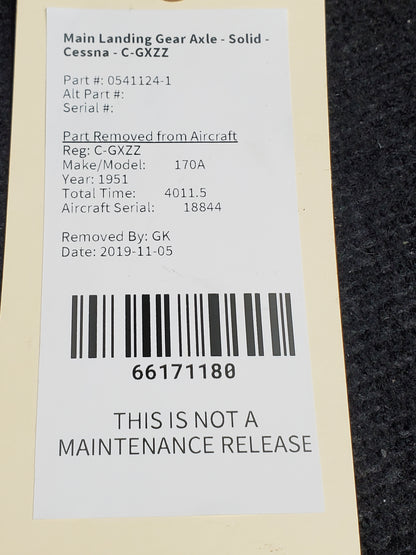 Main Landing Gear Axle - Solid -
Cessna - C-GXZZ
Part #: 0541124-1
Alt Part #:
Serial #:
Part Removed from Aircraft
Reg: C-GXZZ
Make/Model: 170A
Year: 1951
Total Time: 4011.5
Aircraft Serial: 18844
Removed By: GK
Date: 2019-11-05
66171180
THIS IS NOT A
MAINTENANCE RELEASE